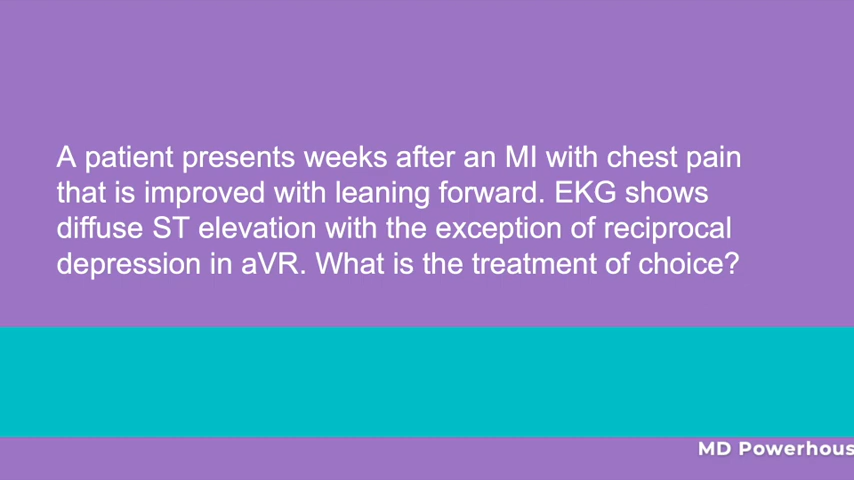 A patient presents weeks after an MI with chest pain
that is improved with leaning forward. EKG shows
diffuse ST elevation with the exception of reciprocal
depression in aVR. What is the treatment of choice?
MD Powerhous